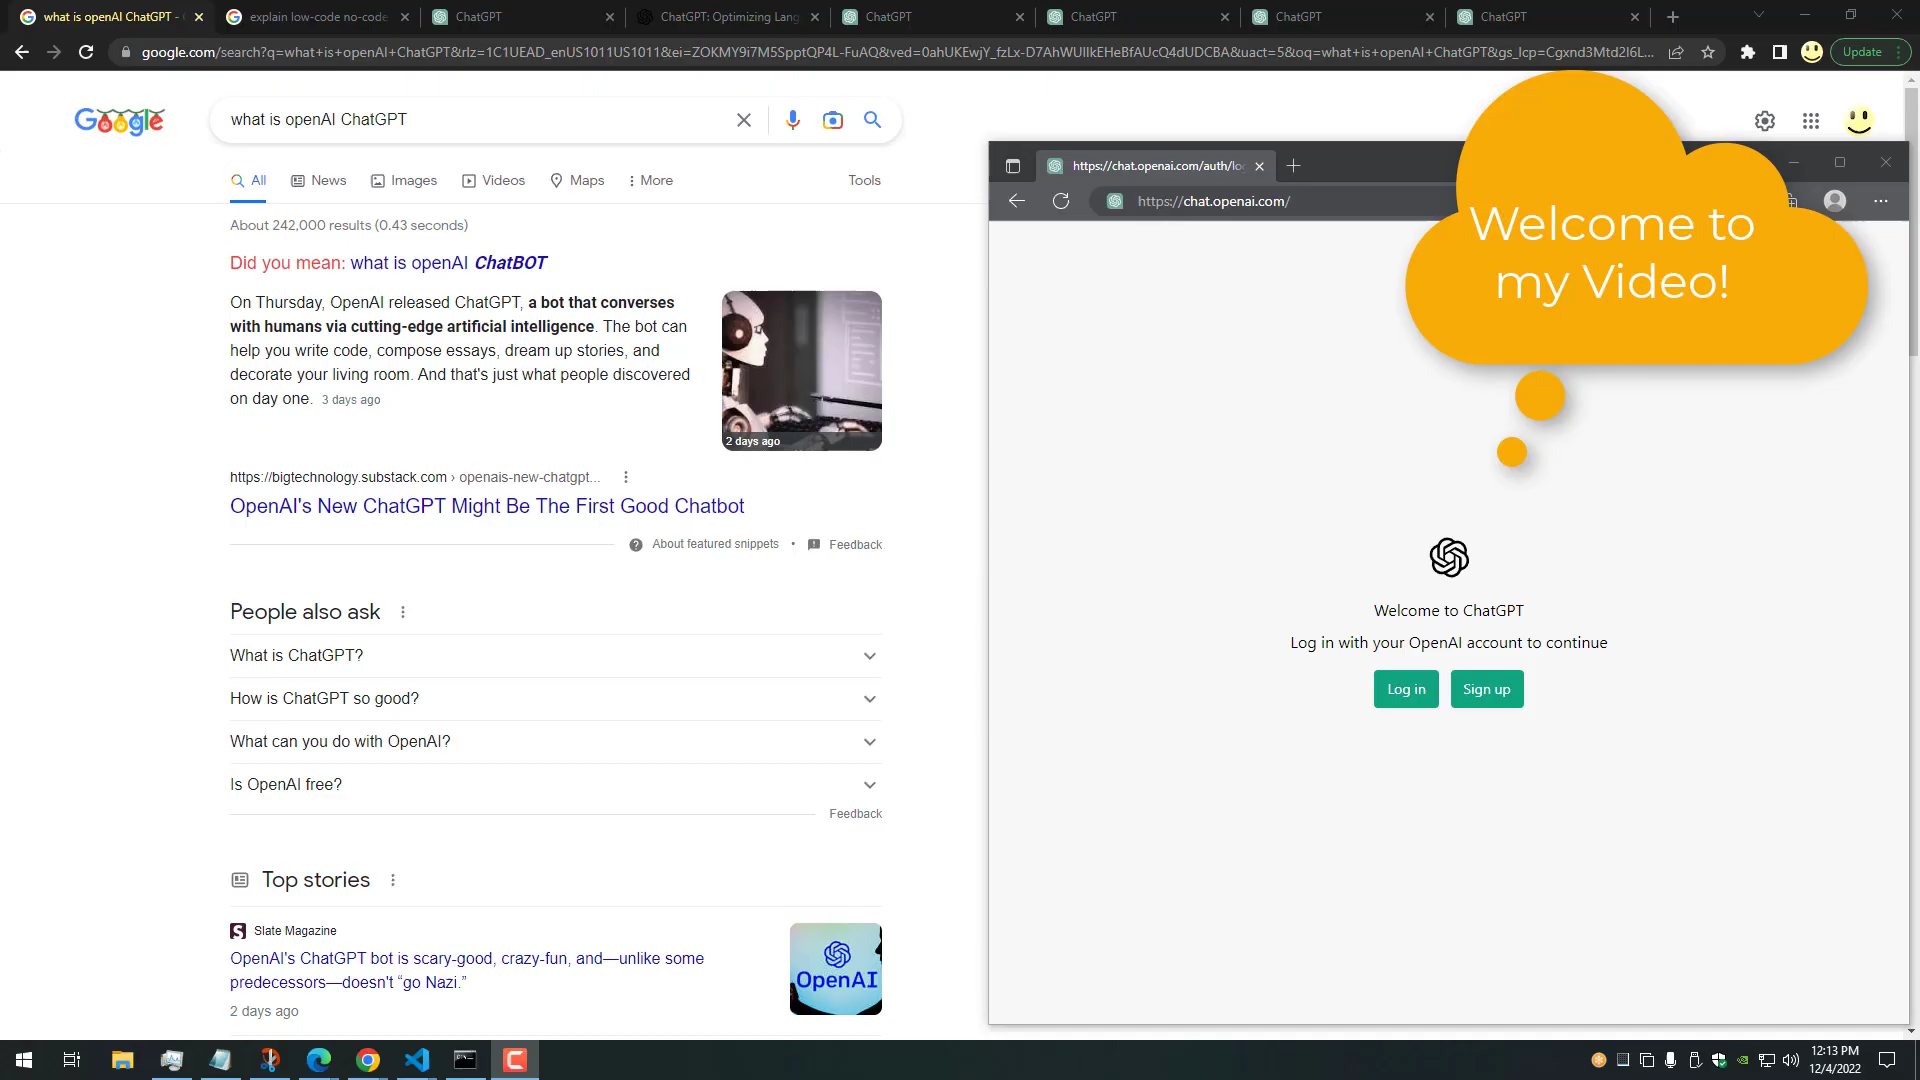 what is openAI ChatGPT -
explain low-code no-code
ChatGPT
ChatGPT: Optimizing Lang
ChatGPT
ChatGPT
ChatGPT
ChatGPT
google.com/search?q=what+is+openAI+ChatGPT&rlz=1C1UEAD_enUS1011US1011&ei=ZOKMY9i7M5SpptQP4L-FuAQ&ved=0ahUKEwjY_fzLx-D7AhWUlIkEHeBfAUcQ4dUDCBA&uact=5&oq=what+is+openAI+ChatGPT&gs_lcp=Cgxnd3Mtd2l6L...
Update
Google
what is openAI ChatGPT
All
News
Images
Videos
Maps
More
Tools
About 242,000 results (0.43 seconds)
Did you mean: what is openAI ChatBOT
On Thursday, OpenAI released ChatGPT, a bot that converses
with humans via cutting-edge artificial intelligence. The bot can
help you write code, compose essays, dream up stories, and
decorate your living room. And that's just what people discovered
on day one. 3 days ago
2 days ago
https://bigtechnology.substack.com › openais-new-chatgpt...
OpenAI's New ChatGPT Might Be The First Good Chatbot
About featured snippets • Feedback
People also ask
What is ChatGPT?
How is ChatGPT so good?
What can you do with OpenAI?
Is OpenAI free?
Feedback
Top stories
S Slate Magazine
OpenAI's ChatGPT bot is scary-good, crazy-fun, and—unlike some
predecessors—doesn't “go Nazi.”
2 days ago
OpenAI
https://chat.openai.com/auth/lo
https://chat.openai.com/
Welcome to
my Video!
Welcome to ChatGPT
Log in with your OpenAI account to continue
Log in
Sign up
12:13 PM
12/4/2022